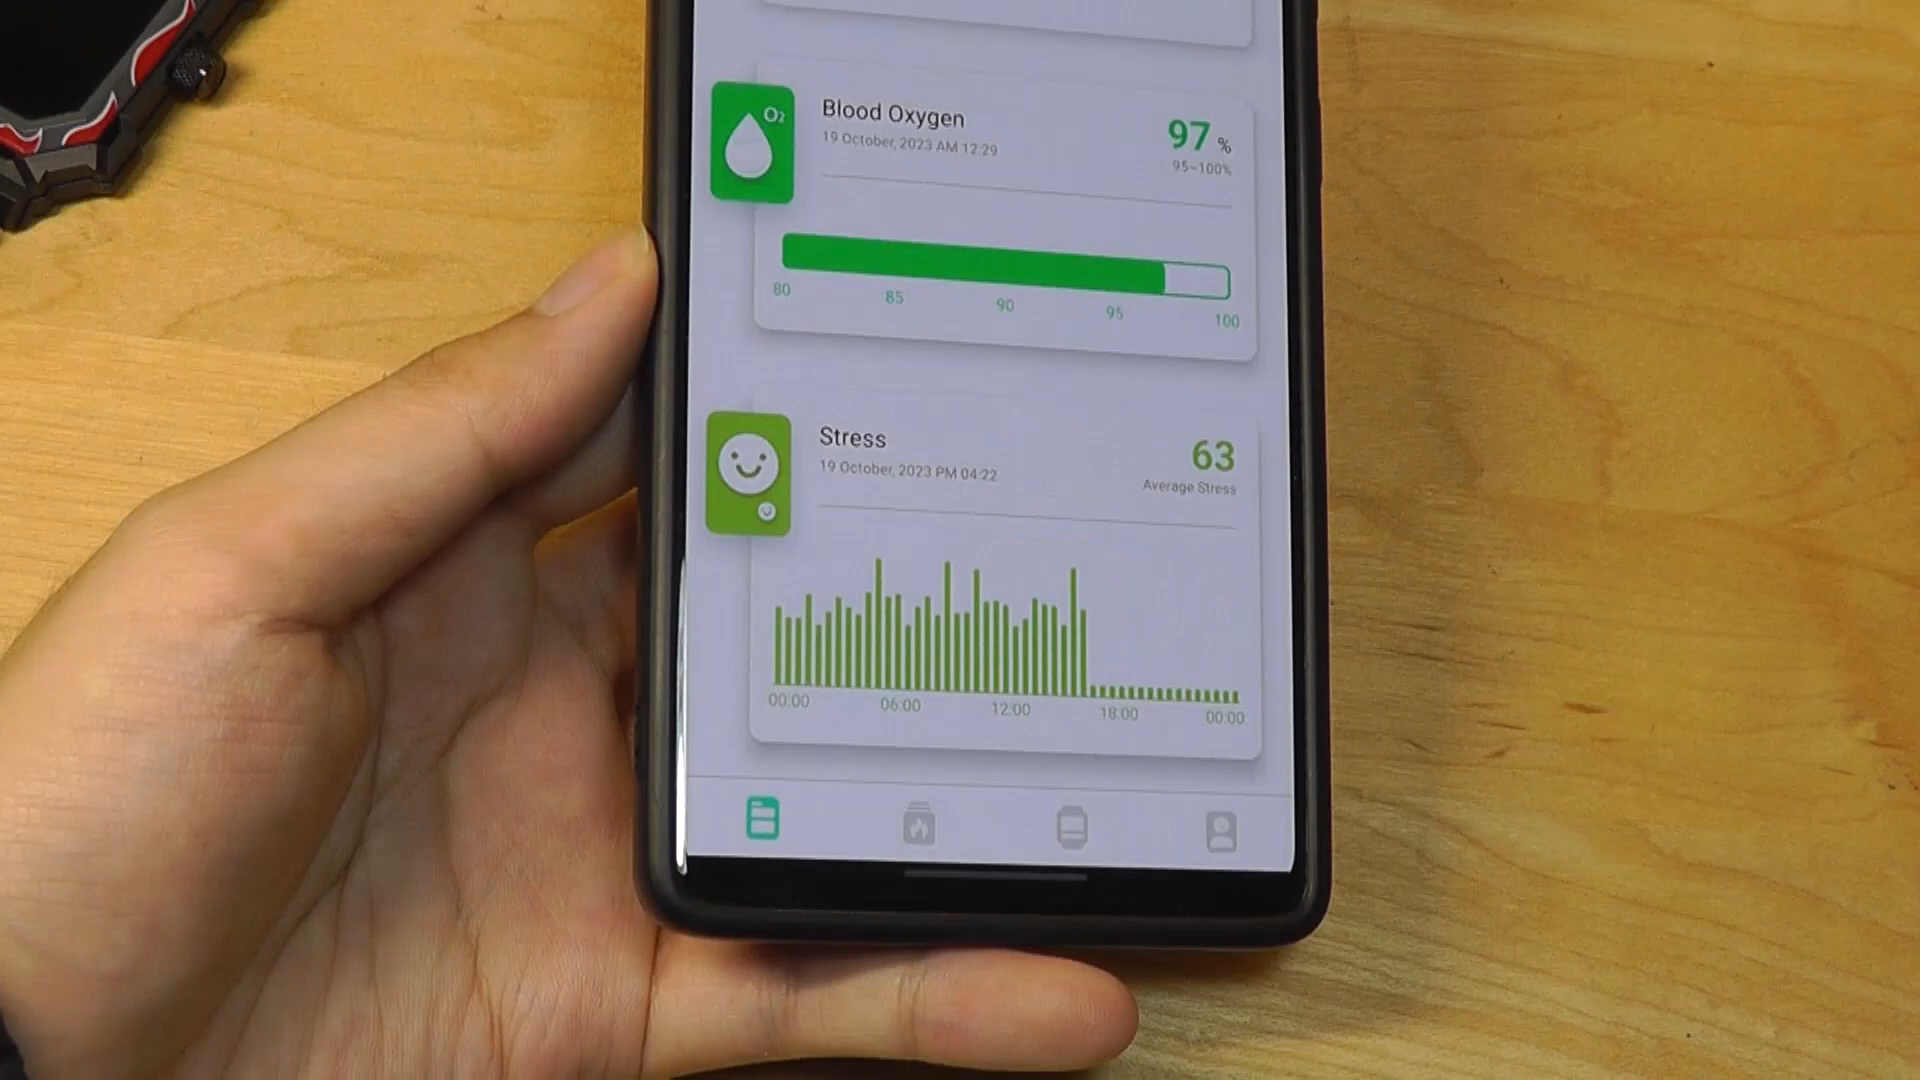 O2
Blood Oxygen
19 October, 2023 AM 12:29
97 %
95~100%
80 85 90 95 100
Stress
19 October, 2023 PM 04:22
63
Average Stress
00:00 06:00 12:00 18:00 00:00